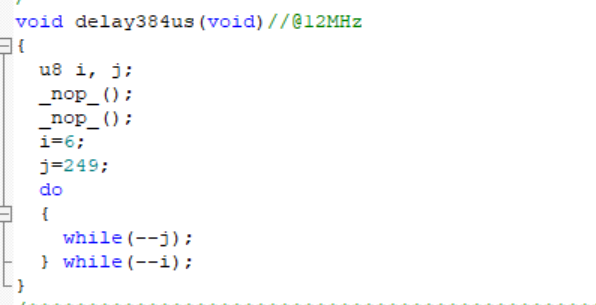 void delay384us(void)//@12MHz
{
u8 i, j;
_nop_();
_nop_();
i=6;
j=249;
do
{
while(--j);
} while(--i);
}